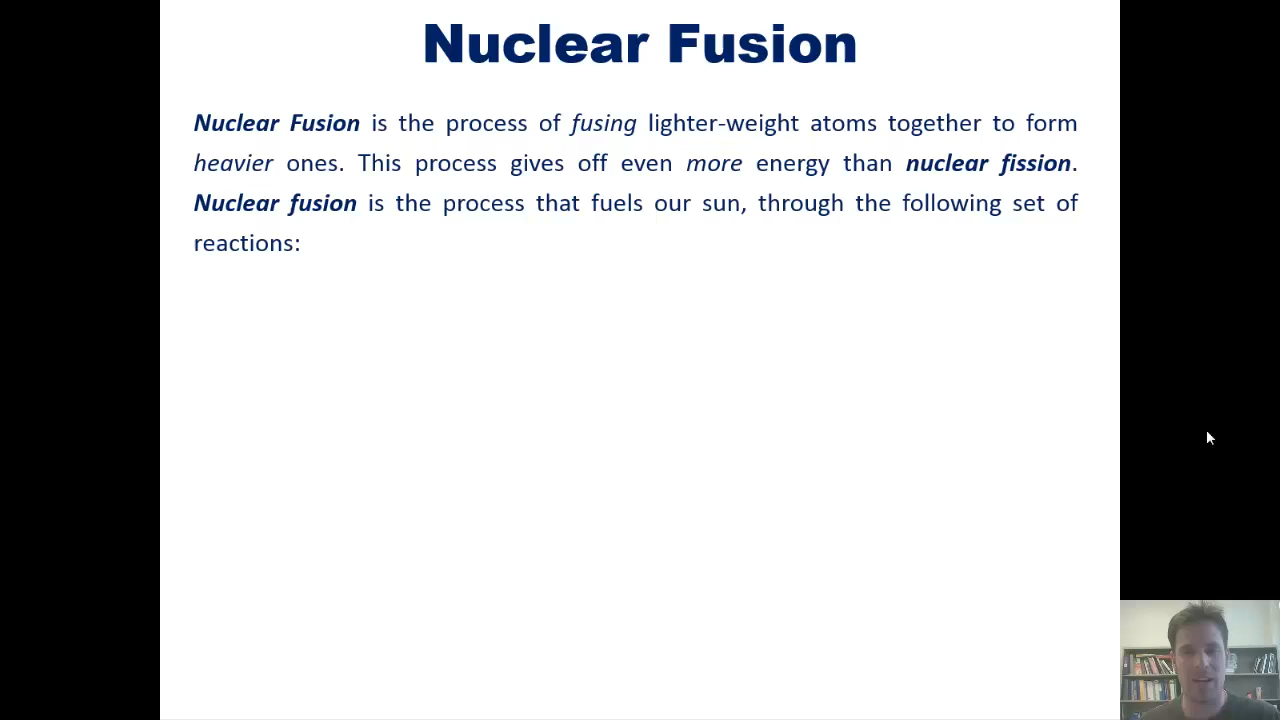 Nuclear Fusion
Nuclear Fusion is the process of fusing lighter-weight atoms together to form
heavier ones. This process gives off even more energy than nuclear fission.
Nuclear fusion is the process that fuels our sun, through the following set of
reactions: